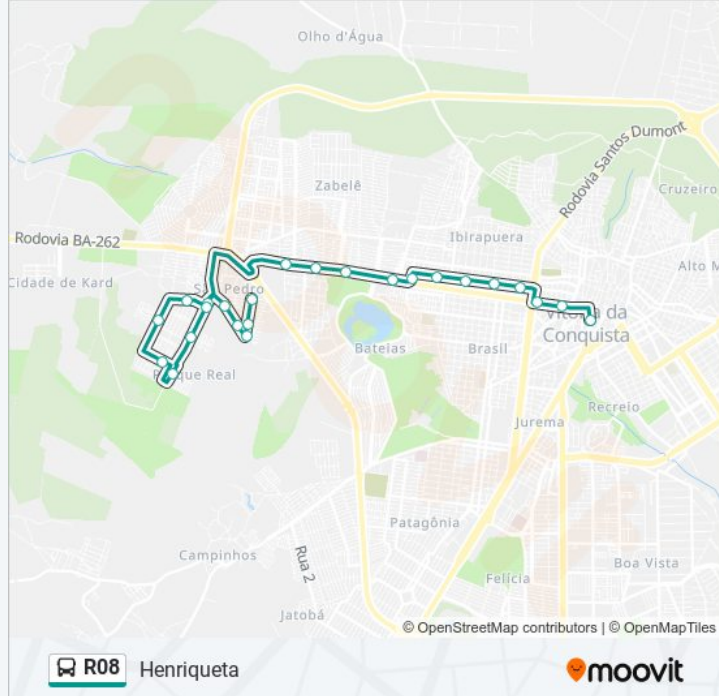 Olho d'Água
Rodovia Santos Dumont
Zabelê
Cruzeiro
Ibirapuera
Rodovia BA-262
Alto M
Cidade de Kard
São Pedro
Vitória da
Conquista
Bateias
Brasil
Parque Real
Recreio
Jurema
Patagônia
Campinhos
Rua 2
Boa Vista
Felícia
Jatobá
© OpenStreetMap contributors | © OpenMapTiles
R08 Henriqueta
moovit